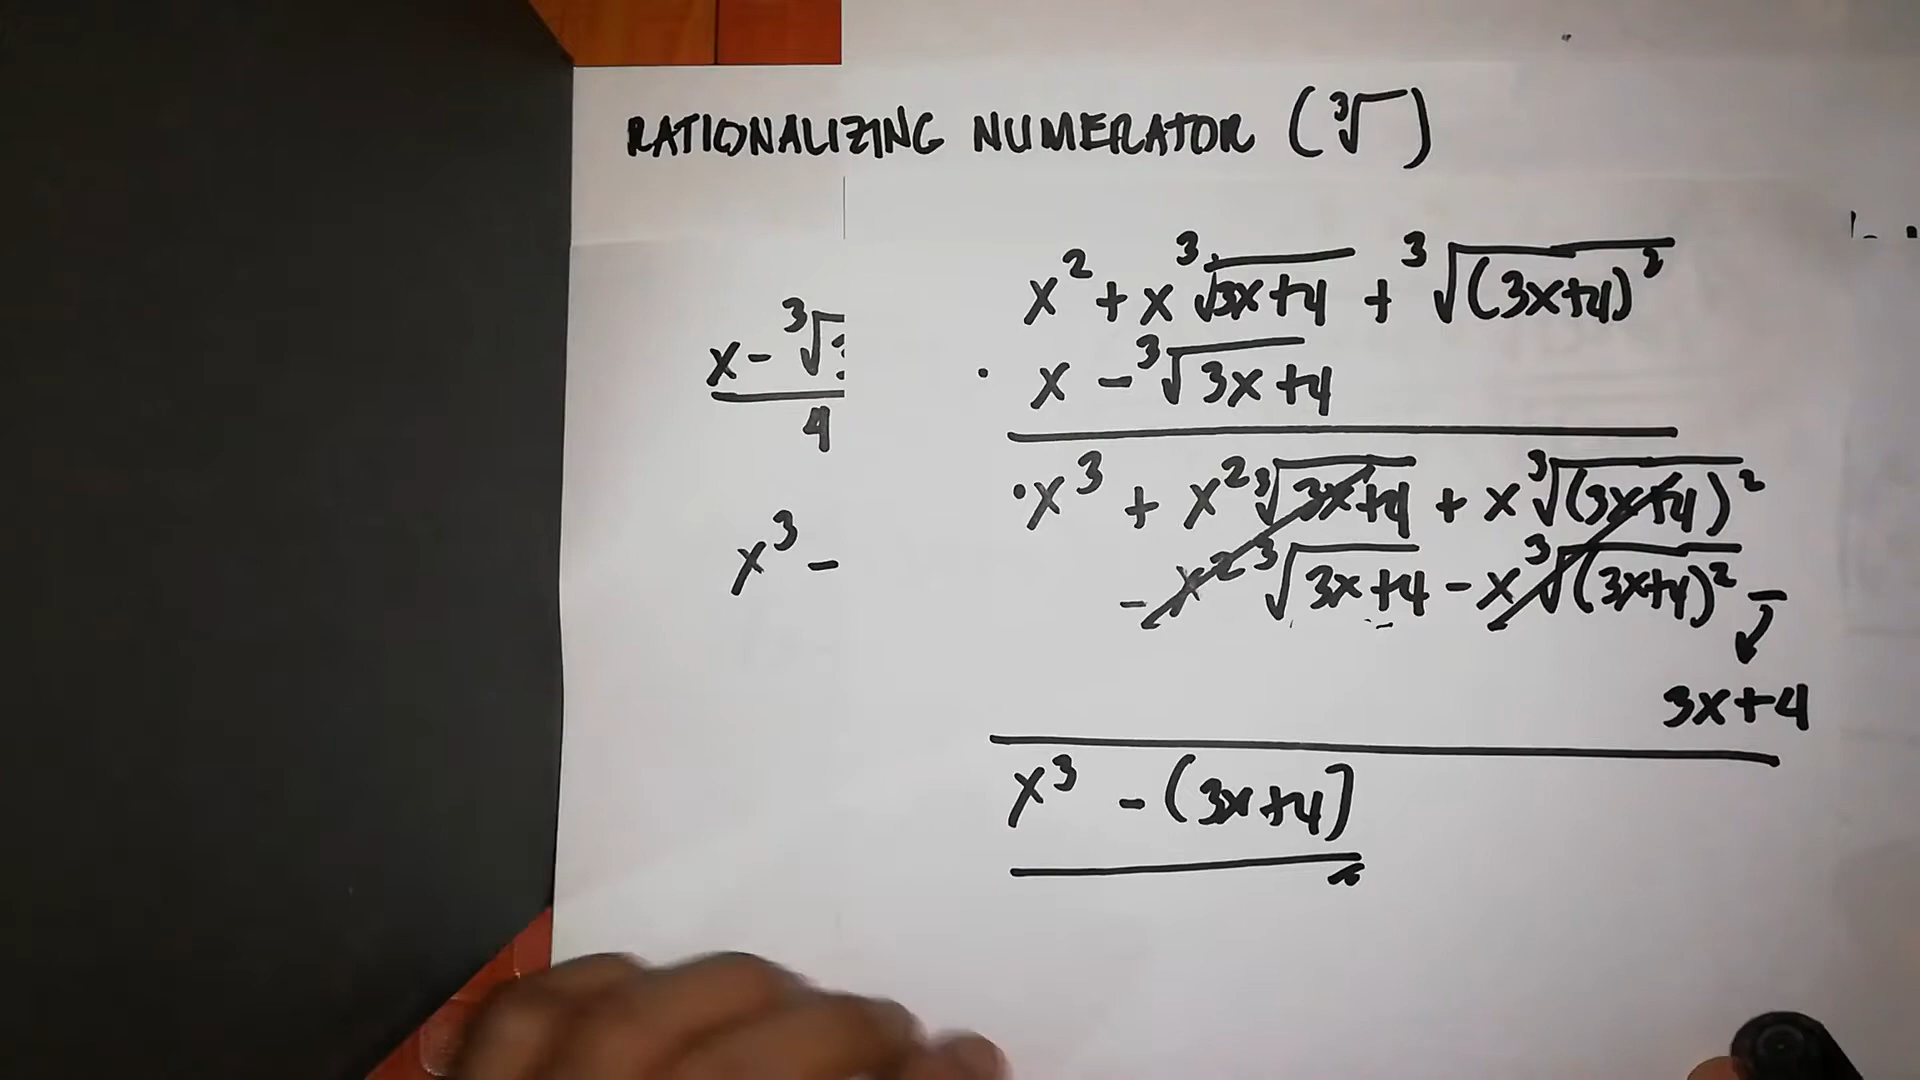 RATIONALIZING NUMERATOR (∛ )
x² + x ∛3x+4 + ∛(3x+4)²
x - ∛
4
· x - ∛3x+4
· x³ + x² ∛3x+4 + x ∛(3x+4)²
x³ -
- x² ∛3x+4 - x ∛(3x+4)² -
3x+4
x³ - (3x+4)